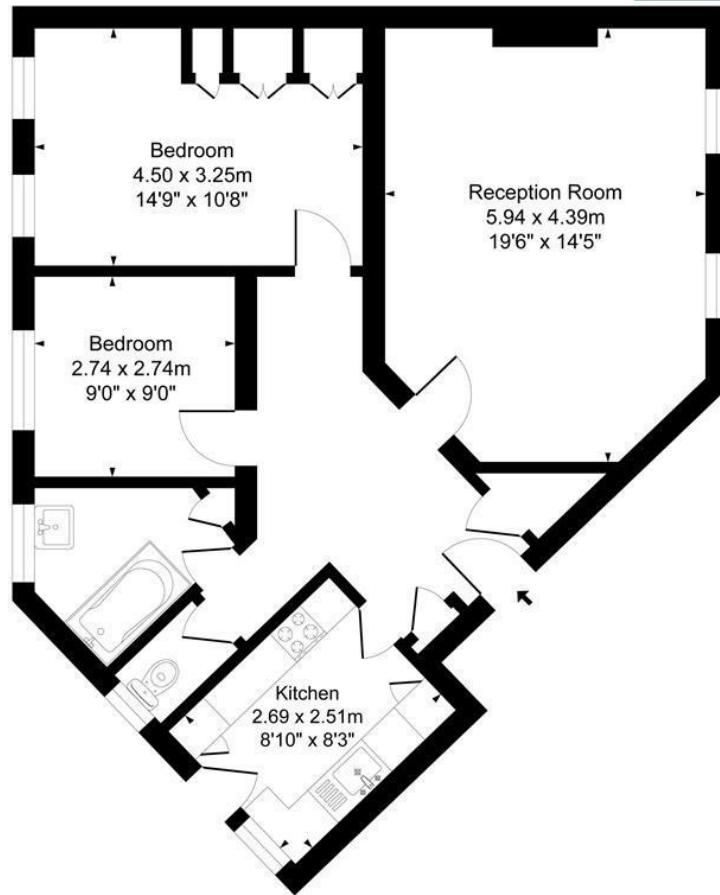 Bedroom
4.50 x 3.25m
14'9" x 10'8"
Reception Room
5.94 x 4.39m
19'6" x 14'5"
Bedroom
2.74 x 2.74m
9'0" x 9'0"
Kitchen
2.69 x 2.51m
8'10" x 8'3"